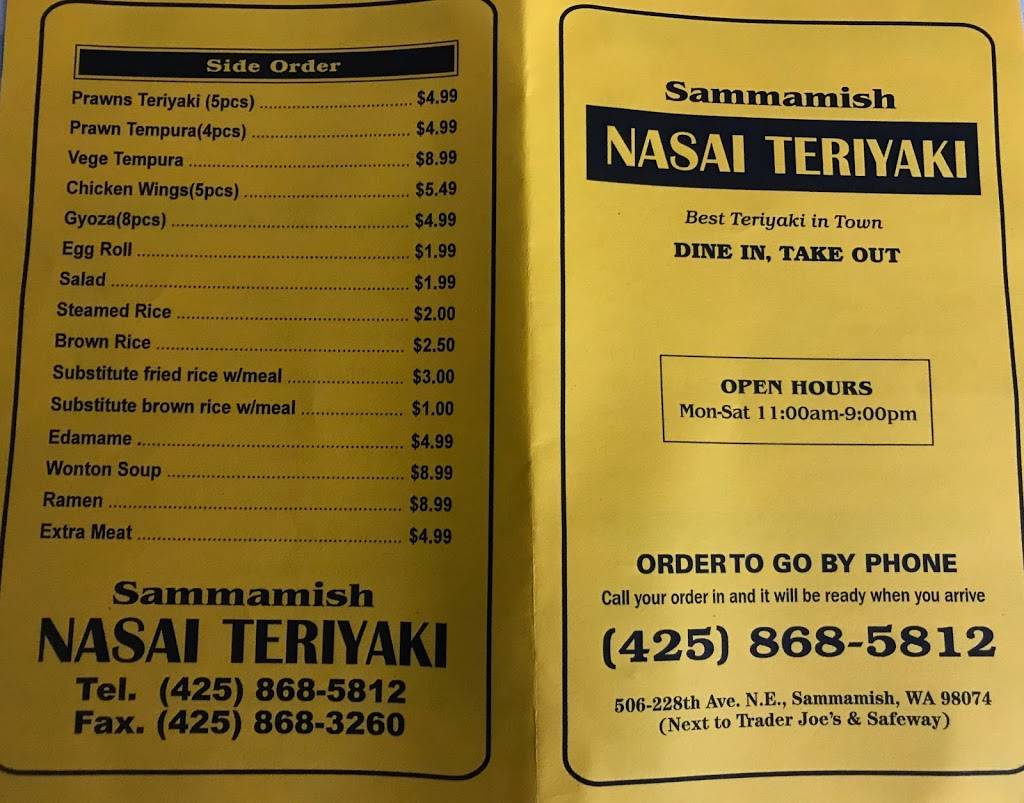 Side Order
Prawns Teriyaki (5pcs) ........ $4.99
Prawn Tempura(4pcs) ........ $4.99
Vege Tempura ........ $8.99
Chicken Wings(5pcs) ........ $5.49
Gyoza(8pcs) ........ $4.99
Egg Roll ........ $1.99
Salad ........ $1.99
Steamed Rice ........ $2.00
Brown Rice ........ $2.50
Substitute fried rice w/meal ........ $3.00
Substitute brown rice w/meal ........ $1.00
Edamame ........ $4.99
Wonton Soup ........ $8.99
Ramen ........ $8.99
Extra Meat ........ $4.99
Sammamish
NASAI TERIYAKI
Tel. (425) 868-5812
Fax. (425) 868-3260
Sammamish
NASAI TERIYAKI
Best Teriyaki in Town
DINE IN, TAKE OUT
OPEN HOURS
Mon-Sat 11:00am-9:00pm
ORDER TO GO BY PHONE
Call your order in and it will be ready when you arrive
(425) 868-5812
506-228th Ave. N.E., Sammamish, WA 98074
(Next to Trader Joe's & Safeway)